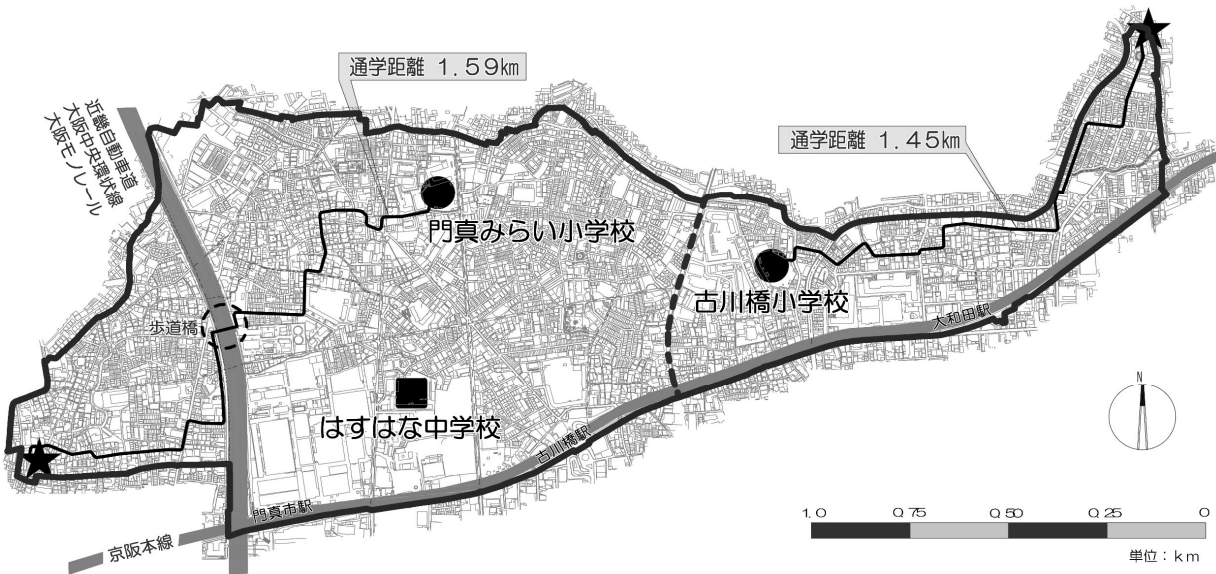 通学距離 1.59km
近畿自動車道
大阪中央環状線
大阪モノレール
通学距離 1.45km
門真みらい小学校
古川橋小学校
歩道橋
大和田駅
はすはな中学校
古川橋駅
門真市駅
京阪本線
N
1.0 0.75 0.50 0.25 0
単位：km